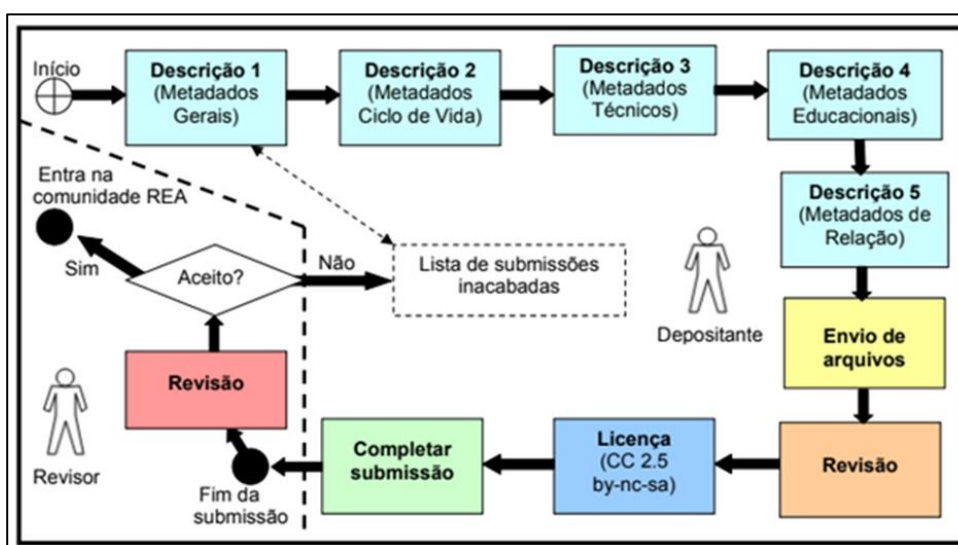 Início
Descrição 1
(Metadados
Gerais)
Descrição 2
(Metadados
Ciclo de Vida)
Descrição 3
(Metadados
Técnicos)
Descrição 4
(Metadados
Educacionais)
Descrição 5
(Metadados de
Relação)
Envio de
arquivos
Revisão
Licença
(CC 2.5
by-nc-sa)
Completar
submissão
Fim da
submissão
Revisão
Aceito?
Sim
Entra na
comunidade REA
Não
Lista de submissões
inacabadas
Depositante
Revisor